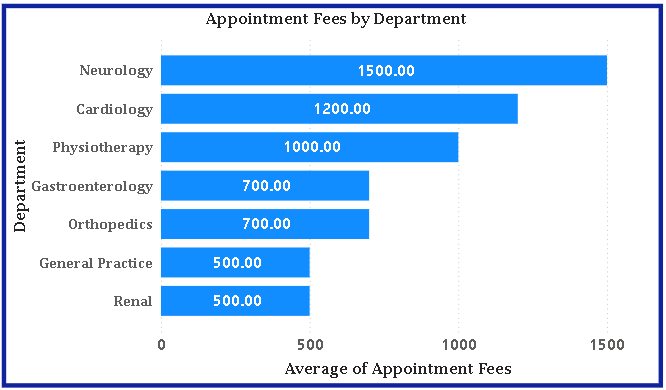 Appointment Fees by Department
Department
Neurology 1500.00
Cardiology 1200.00
Physiotherapy 1000.00
Gastroenterology 700.00
Orthopedics 700.00
General Practice 500.00
Renal 500.00
0 500 1000 1500
Average of Appointment Fees